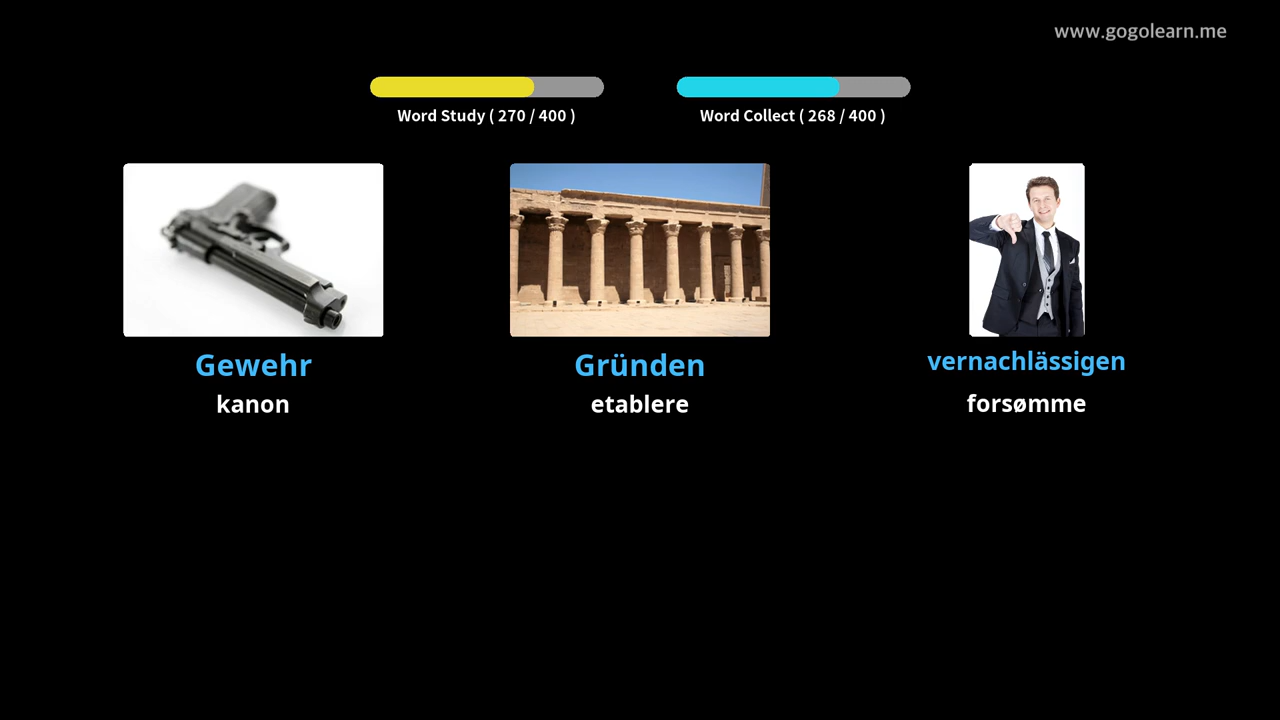 www.gogolearn.me
Word Study ( 270 / 400 )
Word Collect ( 268 / 400 )
Gewehr
kanon
Gründen
etablere
vernachlässigen
forsømme